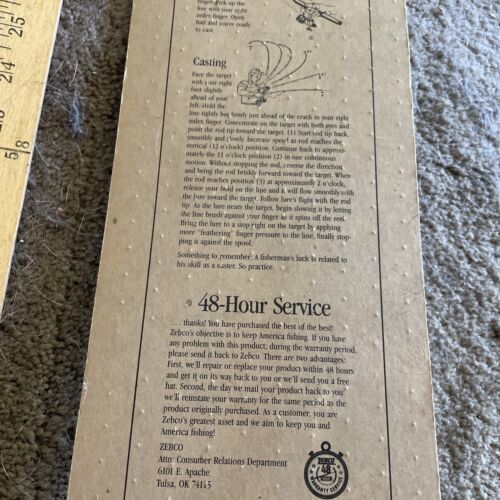 finger. Pick up the
line with your right
index finger. Open
bail and you're ready
to cast.
Casting
Face the target
with your right
foot slightly
ahead of your
left. Hold the
line tightly but firmly just ahead of the crack in your right
index finger. Concentrate on the target with both eyes and
point the rod tip toward the target. (1) Start rod tip back,
smoothly and slowly. Increase speed as rod reaches the
vertical (12 o'clock) position. Continue back to approxi-
mately the 11 o'clock position (2) in one continuous
motion. Without stopping the rod, reverse the direction
and bring the rod briskly forward toward the target. When
the rod reaches position (3) at approximately 2 o'clock,
release your hold on the line and it will flow smoothly with
the lure toward the target. Follow lure's flight with the rod
tip. As the lure nears the target, begin slowing it by letting
the line brush against your finger as it spins off the reel.
Bring the lure to a stop right on the target by applying
more "feathering" finger pressure to the line, finally stop-
ping it against the spool.
Something to remember: A fisherman's luck is related to
his skill as a caster. So practice.
48-Hour Service
. . . thanks! You have purchased the best of the best!
Zebco's objective is to keep America fishing. If you have
any problem with this product, during the warranty period,
please send it back to Zebco. There are two advantages:
First, we'll repair or replace your product within 48 hours
and get it on its way back to you or we'll send you a free
hat. Second, the day we mail your product back to you
we'll reinstate your warranty for the same period as the
product originally purchased. As a customer, you are
Zebco's greatest asset and we aim to keep you and
America fishing!
ZEBCO
Attn: Consumer Relations Department
6101 E. Apache
Tulsa, OK 74115
ZEBCO
48
HOUR
WARRANTY SERVICE
25
24
5|8